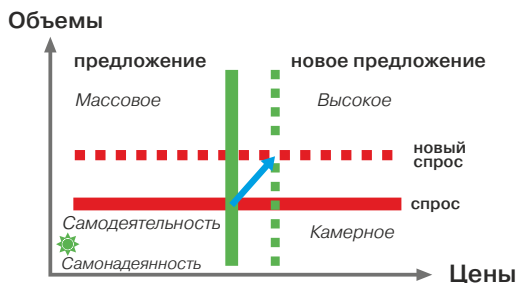 Объемы
предложение
новое предложение
Массовое
Высокое
новый
спрос
спрос
Самодеятельность
Камерное
Самонадеянность
Цены